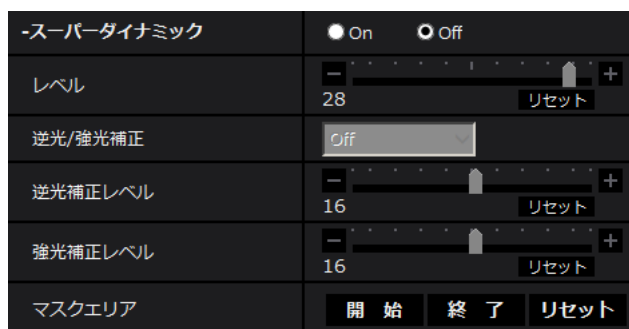 -スーパーダイナミック On Off
レベル
28 リセット
逆光/強光補正 Off
逆光補正レベル
16 リセット
強光補正レベル
16 リセット
マスクエリア 開 始 終 了 リセット